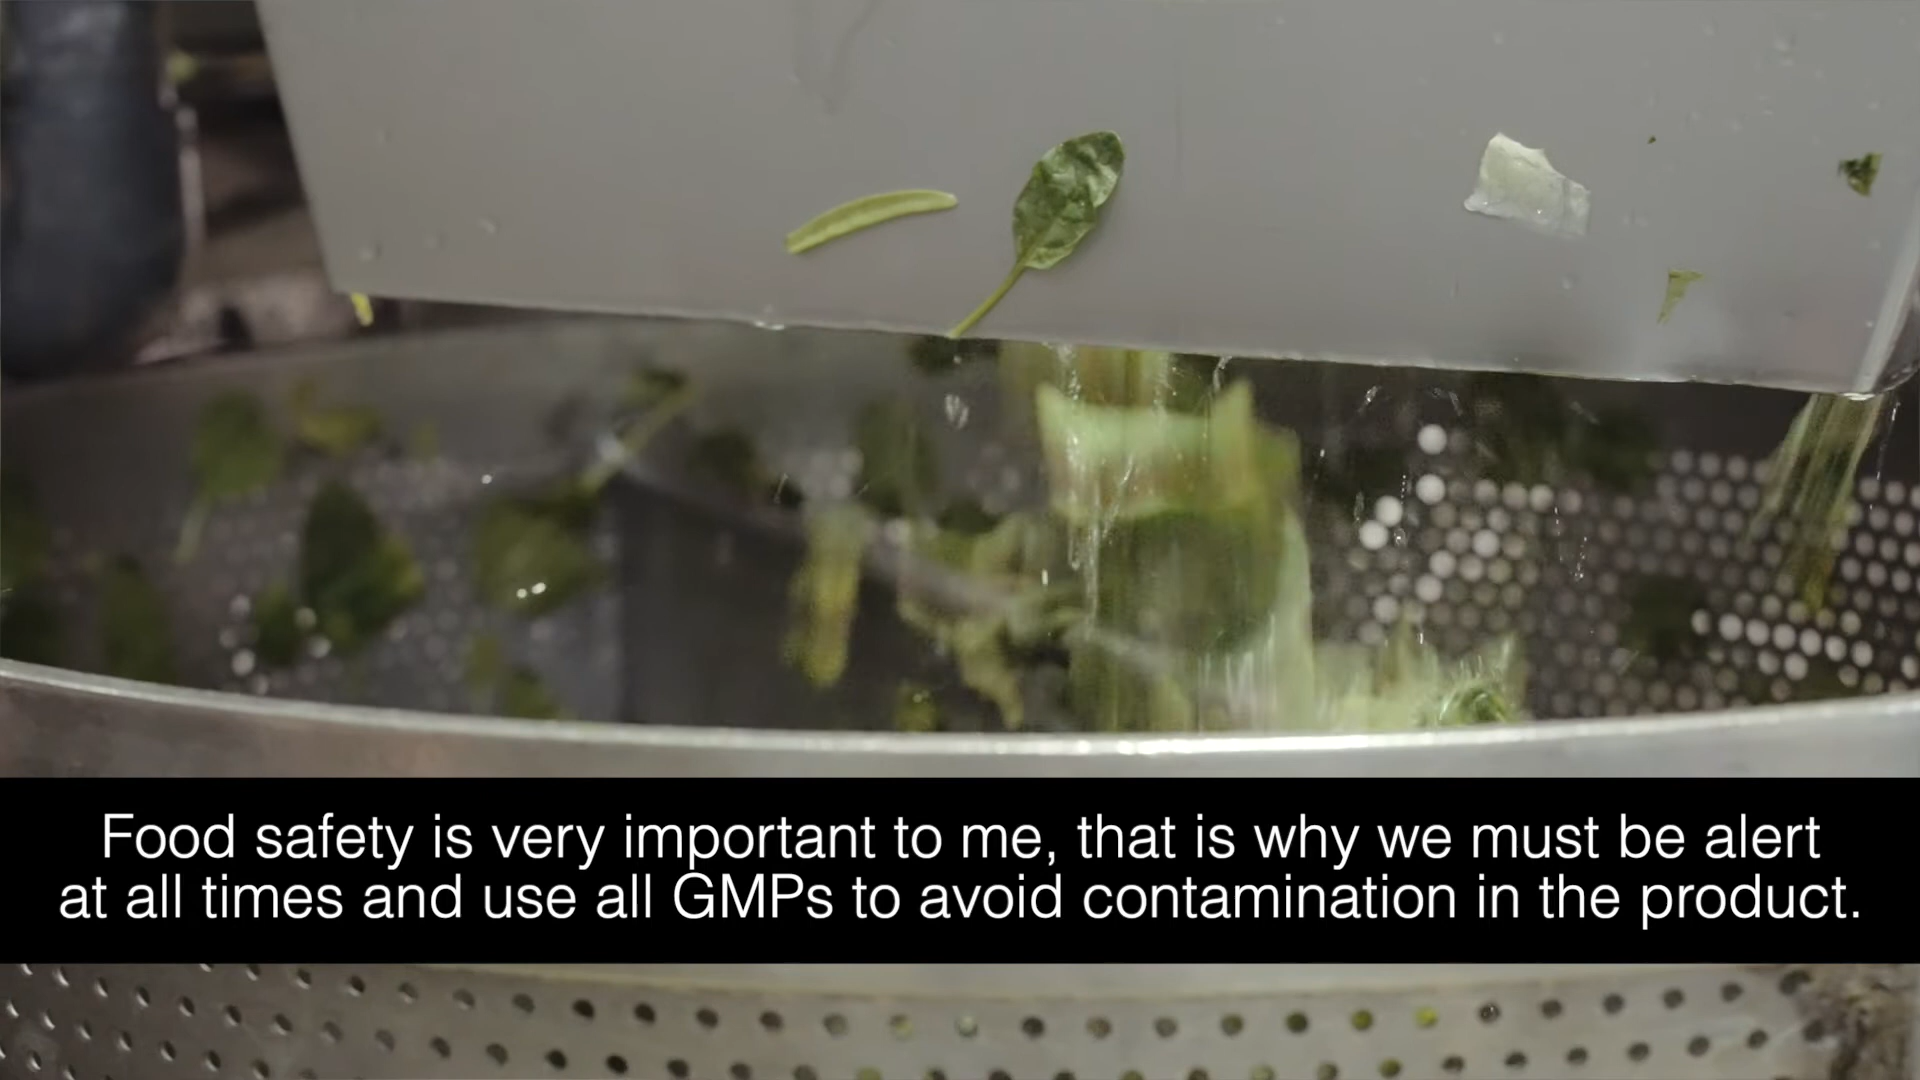 Food safety is very important to me, that is why we must be alert
at all times and use all GMPs to avoid contamination in the product.